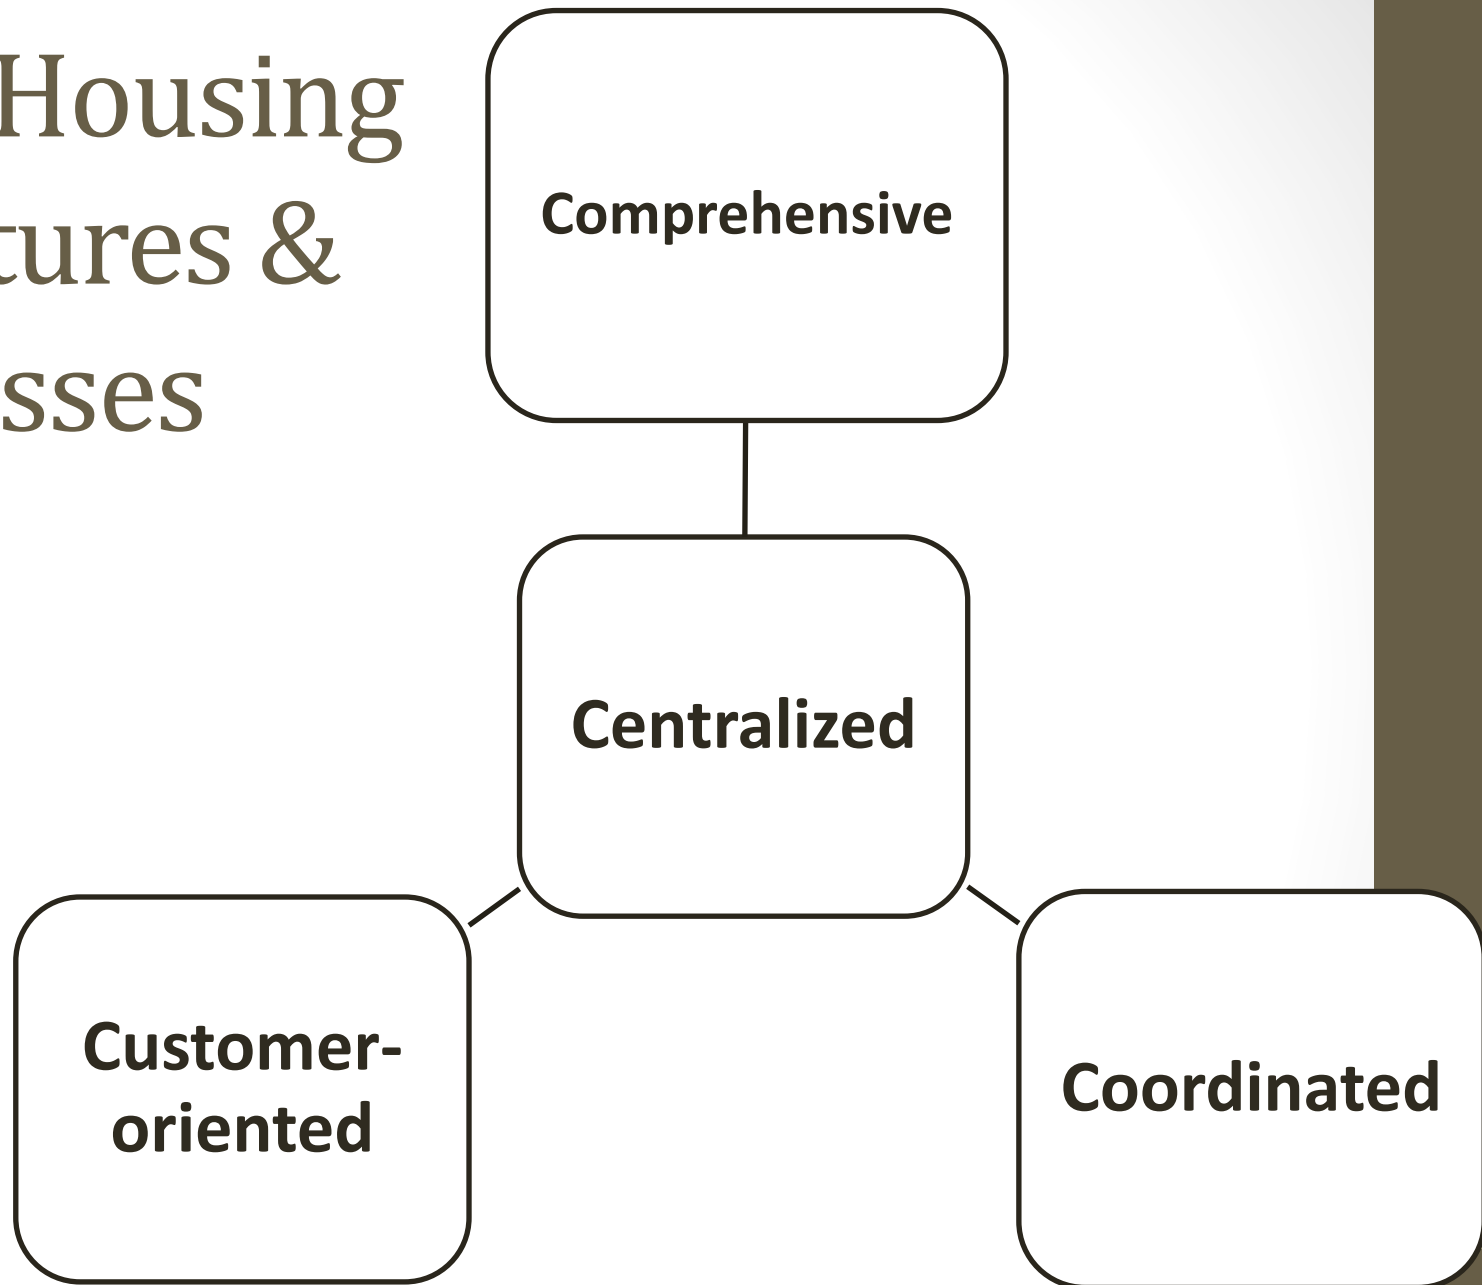 Housing
tures &
sses
Comprehensive
Centralized
Customer-
oriented
Coordinated